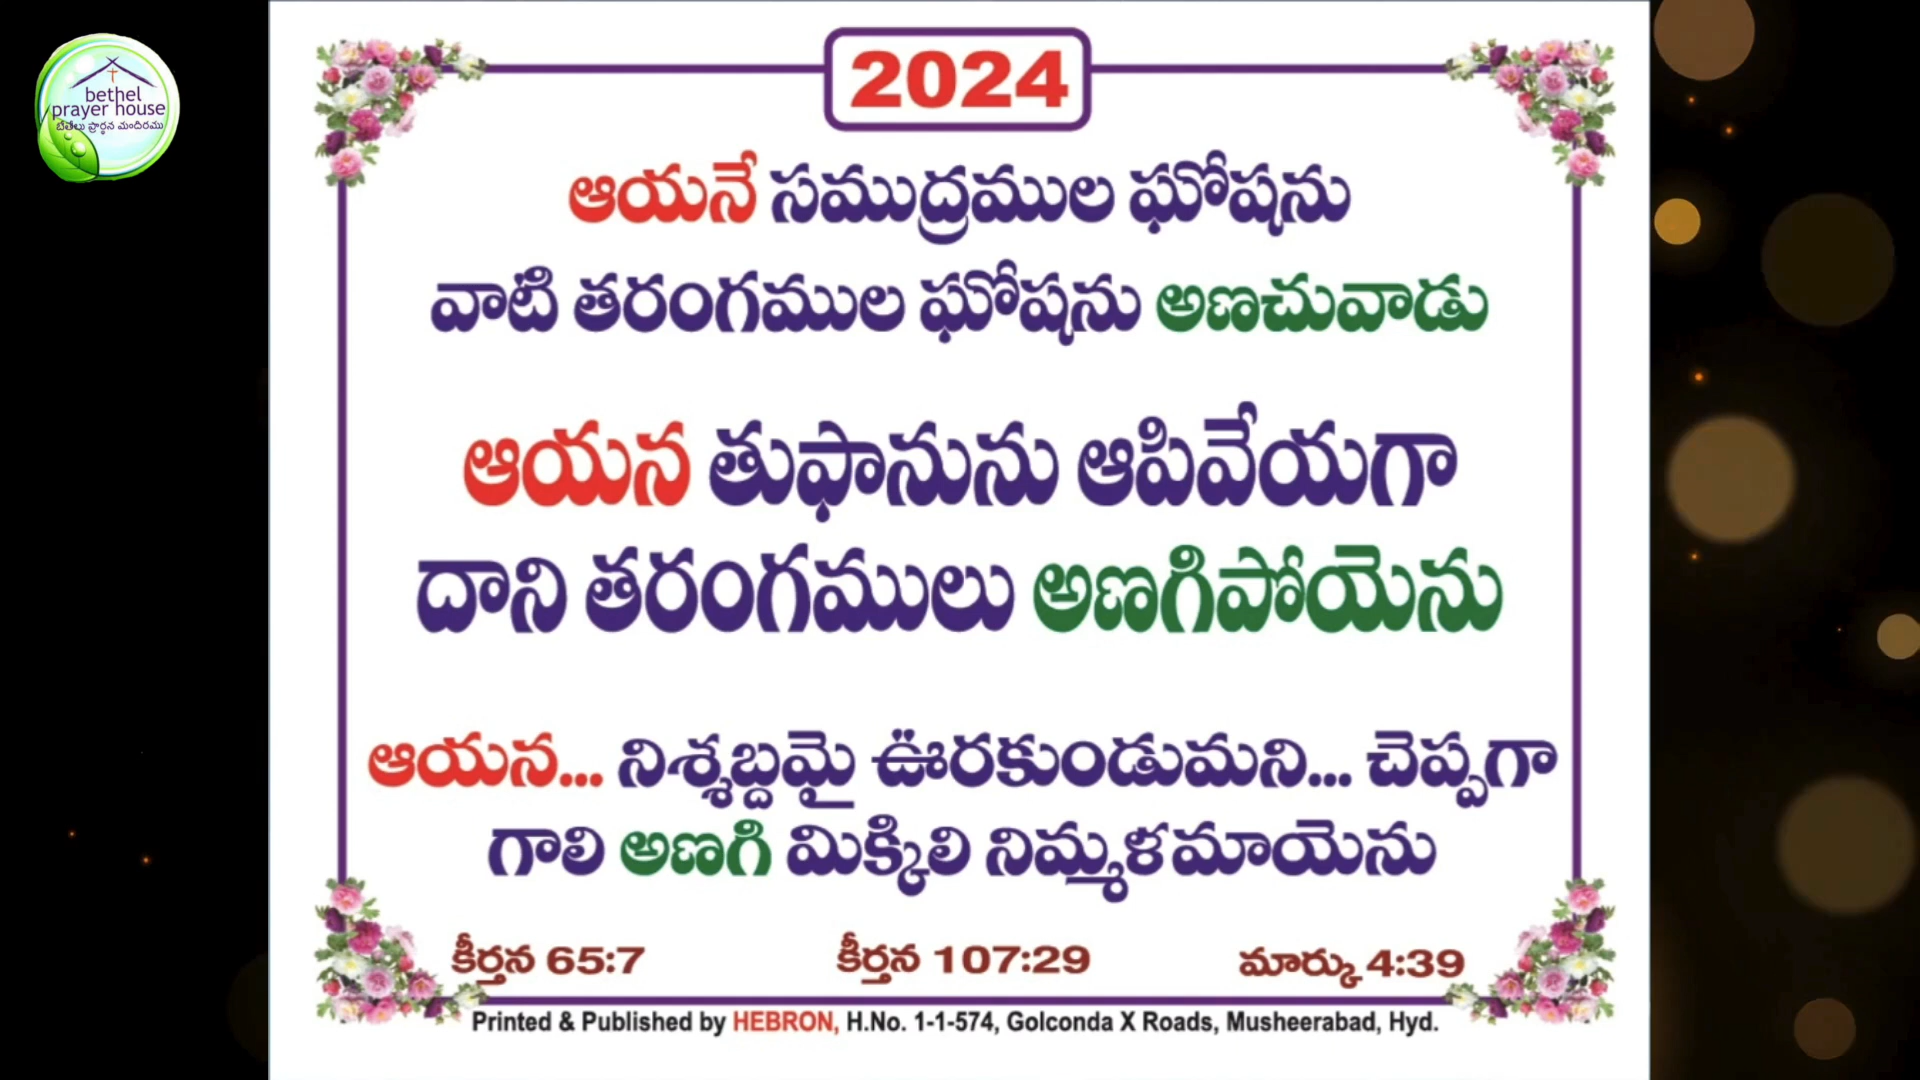 bethel
prayer house
బేతేలు ప్రార్థన మందిరము
2024
ఆయనే సముద్రముల ఘోషను
వాటి తరంగముల ఘోషను అణచువాడు
ఆయన తుఫానును ఆపివేయగా
దాని తరంగములు అణగిపోయెను
ఆయన... నిశ్శబ్దమై ఊరకుండుమని... చెప్పగా
గాలి అణగి మిక్కిలి నిమ్మళమాయెను
కీర్తన 65:7 కీర్తన 107:29 మార్కు 4:39
Printed & Published by HEBRON, H.No. 1-1-574, Golconda X Roads, Musheerabad, Hyd.